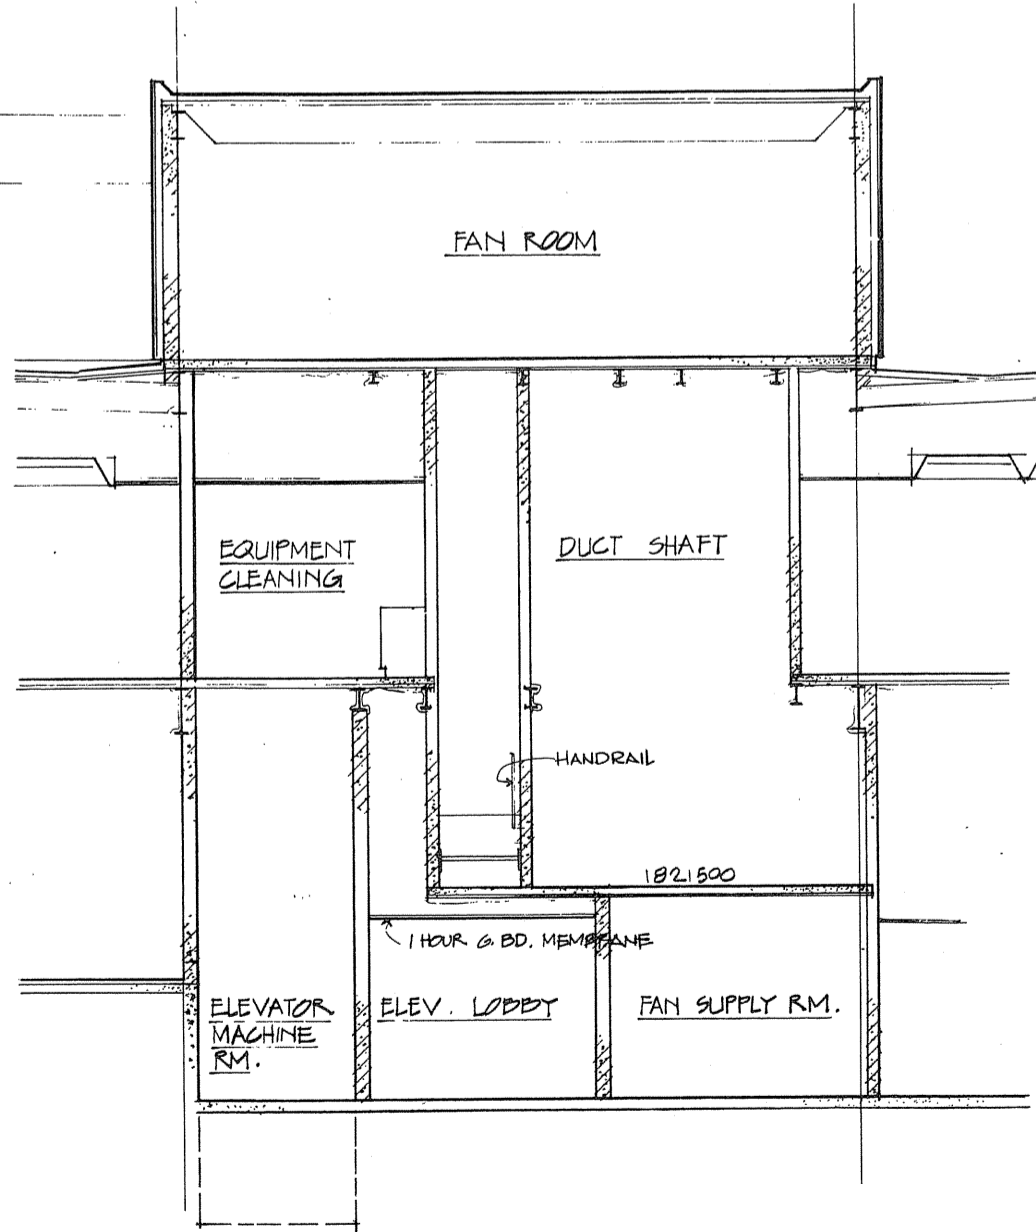 FAN ROOM
EQUIPMENT
CLEANING
DUCT SHAFT
HANDRAIL
1821500
1 HOUR G. BD. MEMBRANE
ELEVATOR
MACHINE
RM.
ELEV. LOBBY
FAN SUPPLY RM.